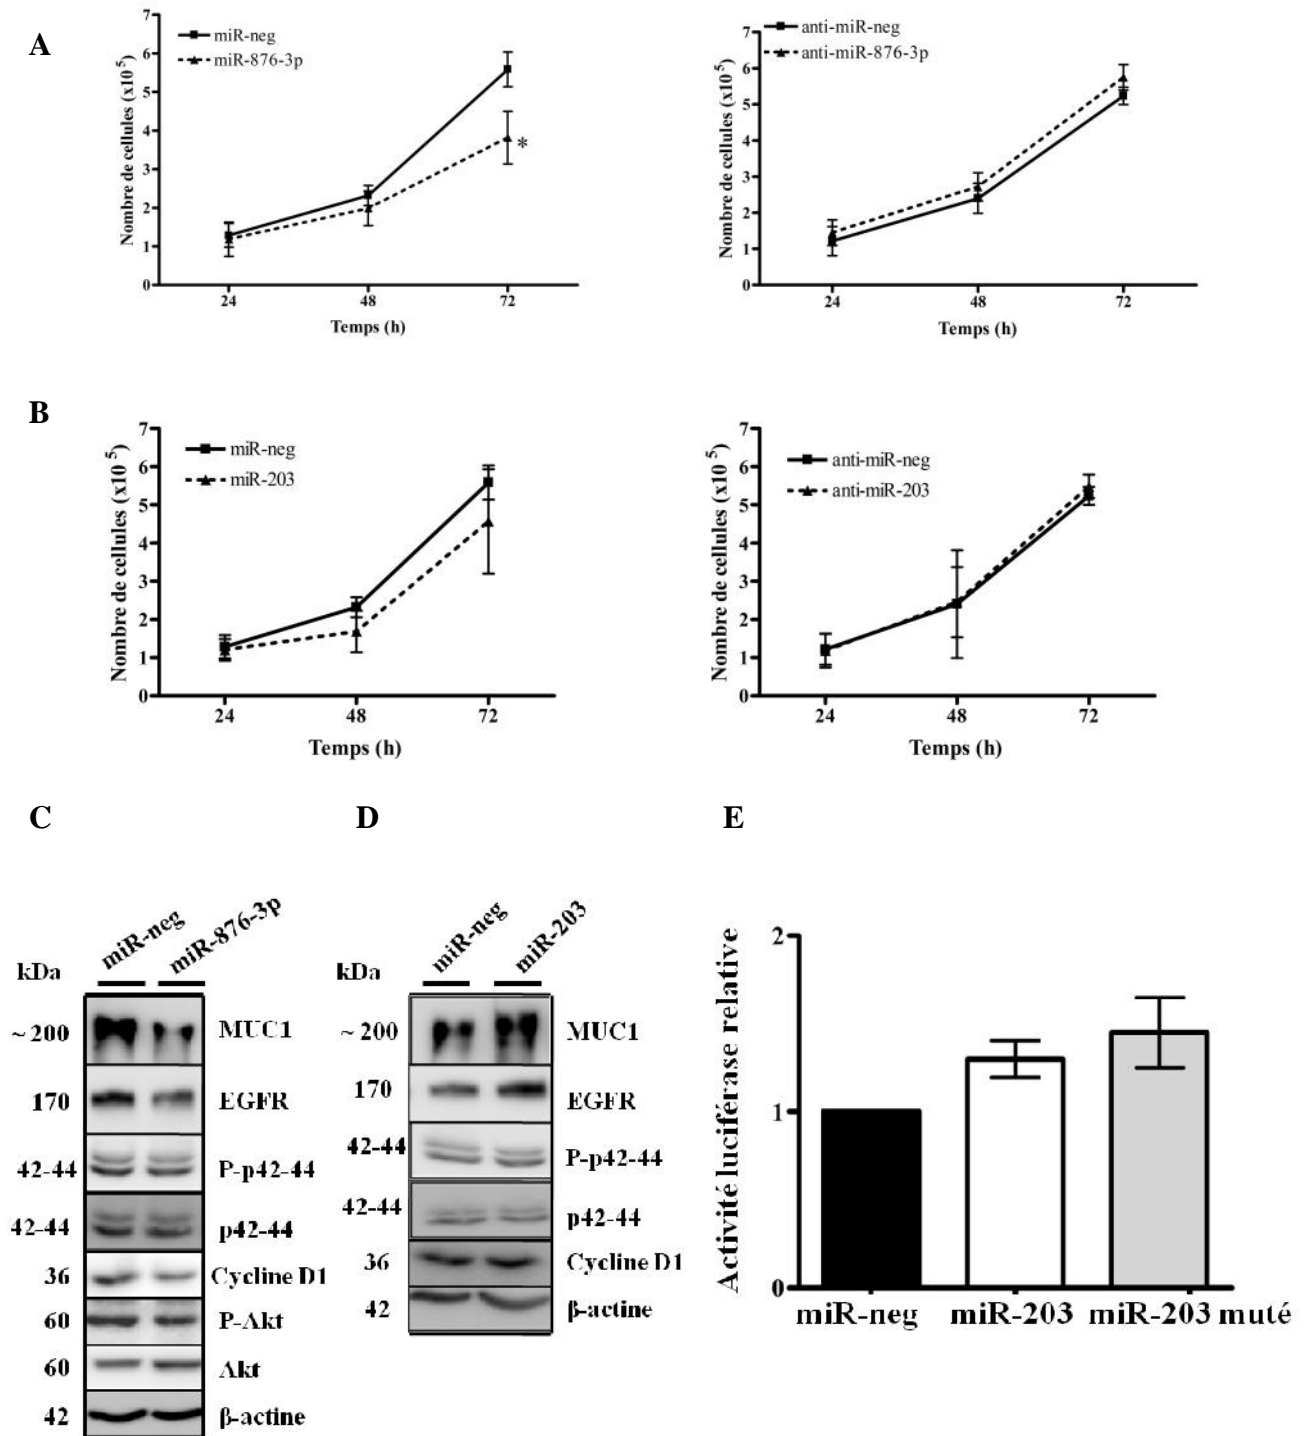 A
Nombre de cellules (x10 5)
7
6
5
4
3
2
1
0
miR-neg
miR-876-3p
*
24 48 72
Temps (h)
Nombre de cellules (x10 5)
7
6
5
4
3
2
1
0
anti-miR-neg
anti-miR-876-3p
24 48 72
Temps (h)
B
Nombre de cellules (x10 5)
7
6
5
4
3
2
1
0
miR-neg
miR-203
24 48 72
Temps (h)
Nombre de cellules (x10 5)
7
6
5
4
3
2
1
0
anti-miR-neg
anti-miR-203
24 48 72
Temps (h)
C
kDa miR-neg miR-876-3p
~ 200 MUC1
170 EGFR
42-44 P-p42-44
42-44 p42-44
36 Cycline D1
60 P-Akt
60 Akt
42 β-actine
D
kDa miR-neg miR-203
~ 200 MUC1
170 EGFR
42-44 P-p42-44
42-44 p42-44
36 Cycline D1
42 β-actine
E
Activité luciférase relative
2
1
0
miR-neg miR-203 miR-203 muté